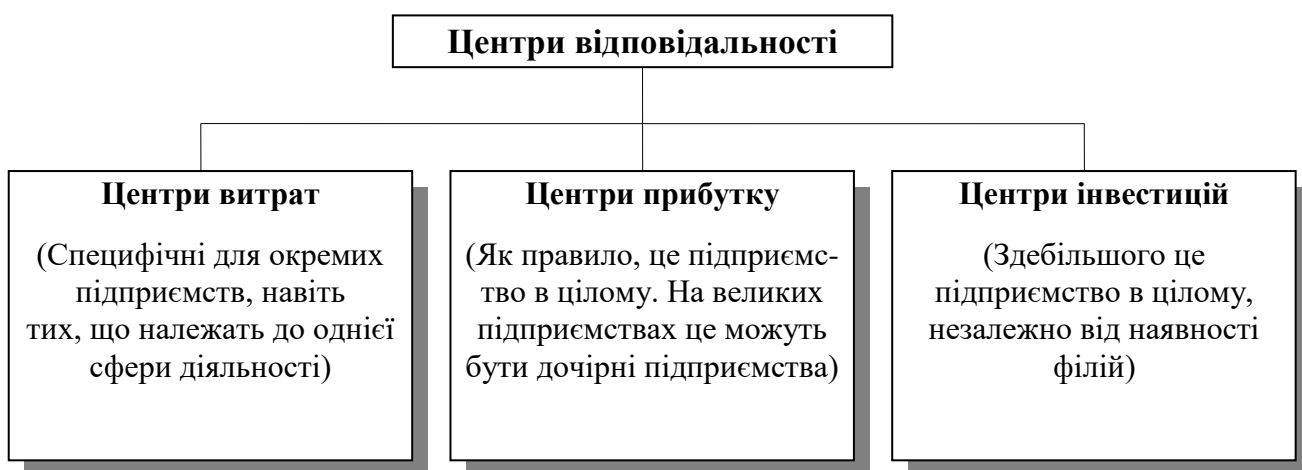 Центри відповідальності
Центри витрат
(Специфічні для окремих
підприємств, навіть
тих, що належать до однієї
сфери діяльності)
Центри прибутку
(Як правило, це підприємс-
тво в цілому. На великих
підприємствах це можуть
бути дочірні підприємства)
Центри інвестицій
(Здебільшого це
підприємство в цілому,
незалежно від наявності
філій)